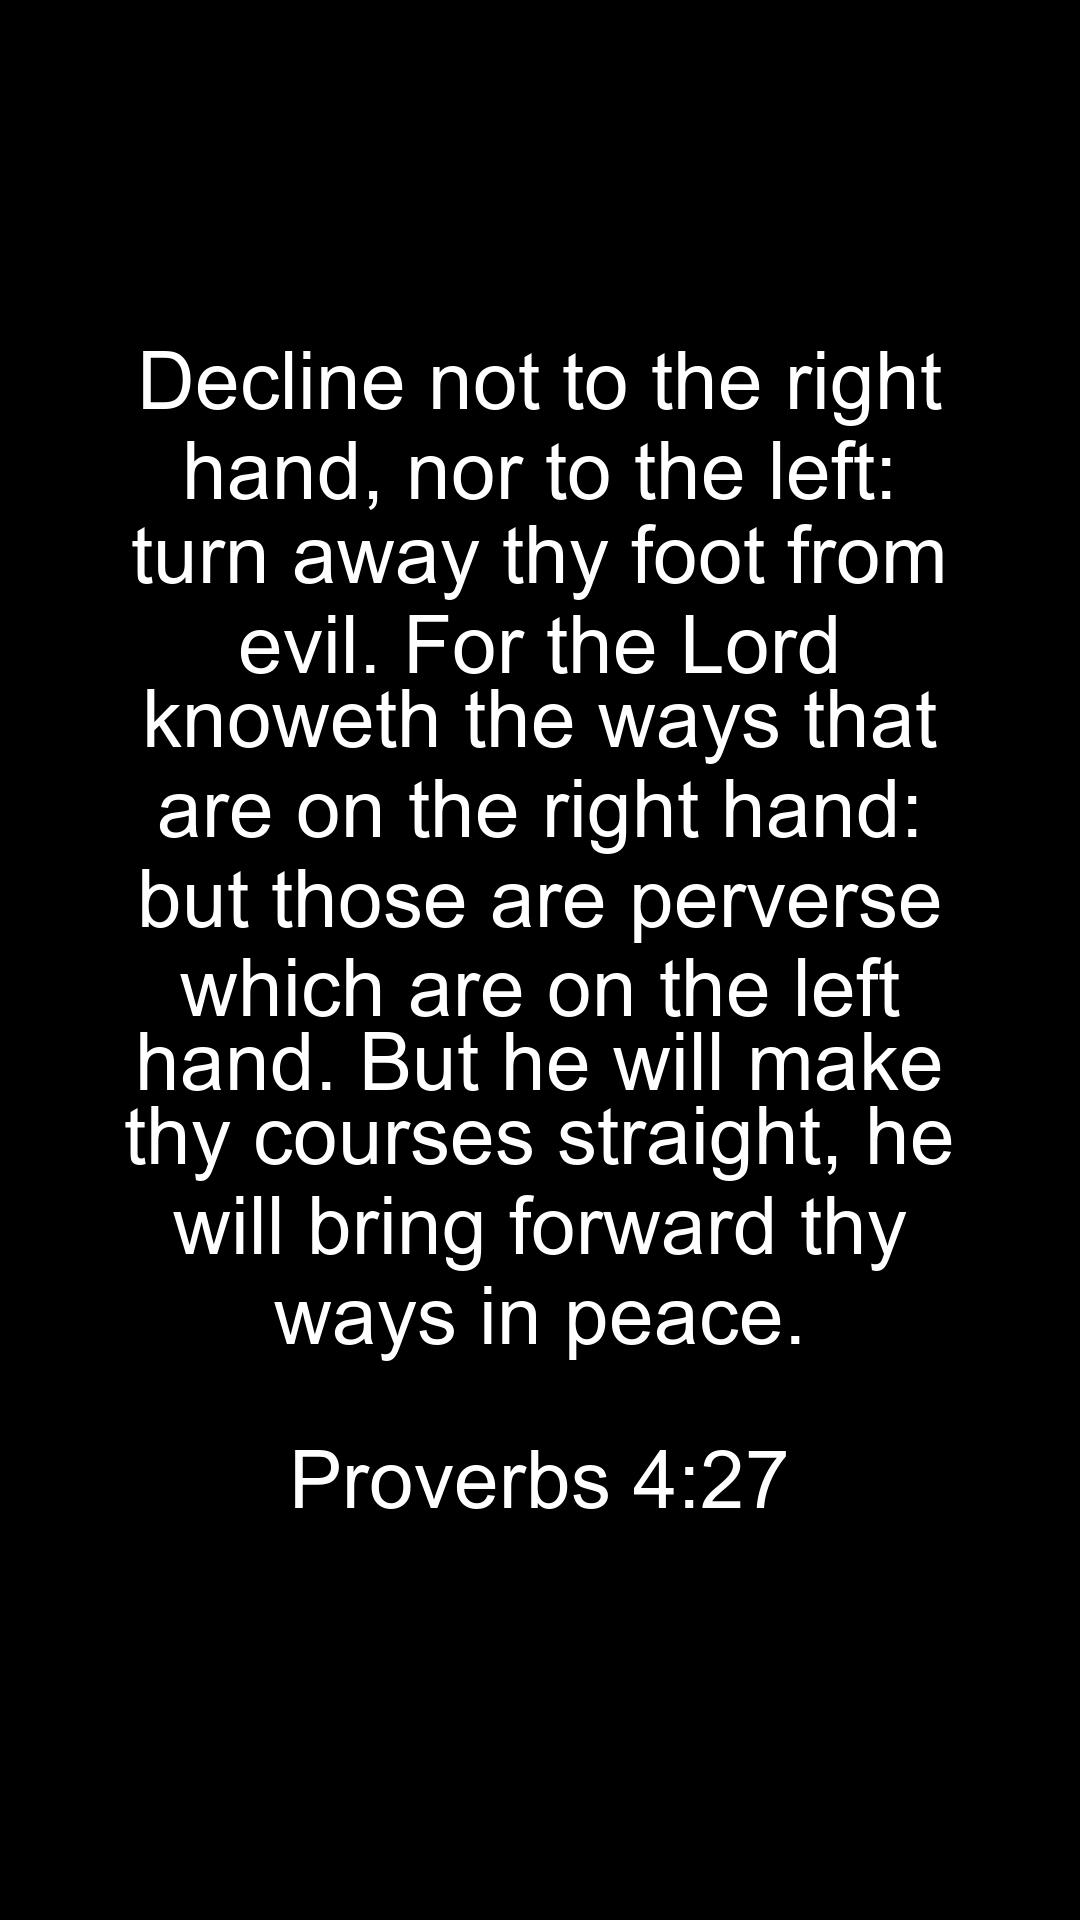 Decline not to the right
hand, nor to the left:
turn away thy foot from
evil. For the Lord
knoweth the ways that
are on the right hand:
but those are perverse
which are on the left
hand. But he will make
thy courses straight, he
will bring forward thy
ways in peace.
Proverbs 4:27